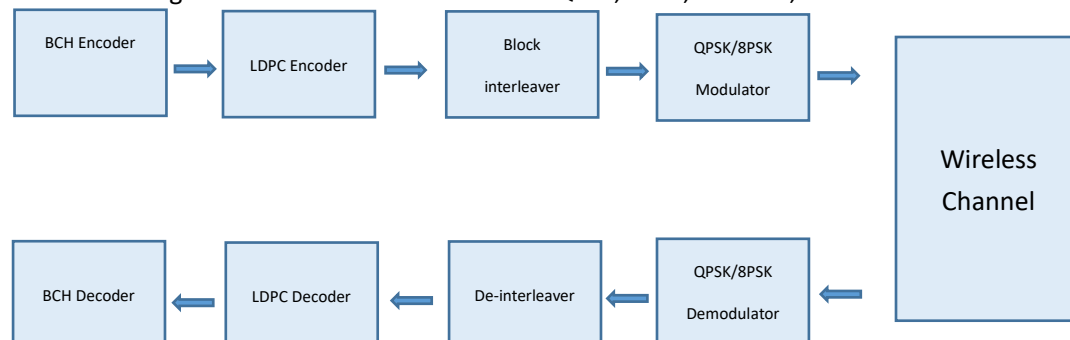 BCH Encoder
LDPC Encoder
Block
interleaver
QPSK/8PSK
Modulator
Wireless
Channel
BCH Decoder
LDPC Decoder
De-interleaver
QPSK/8PSK
Demodulator